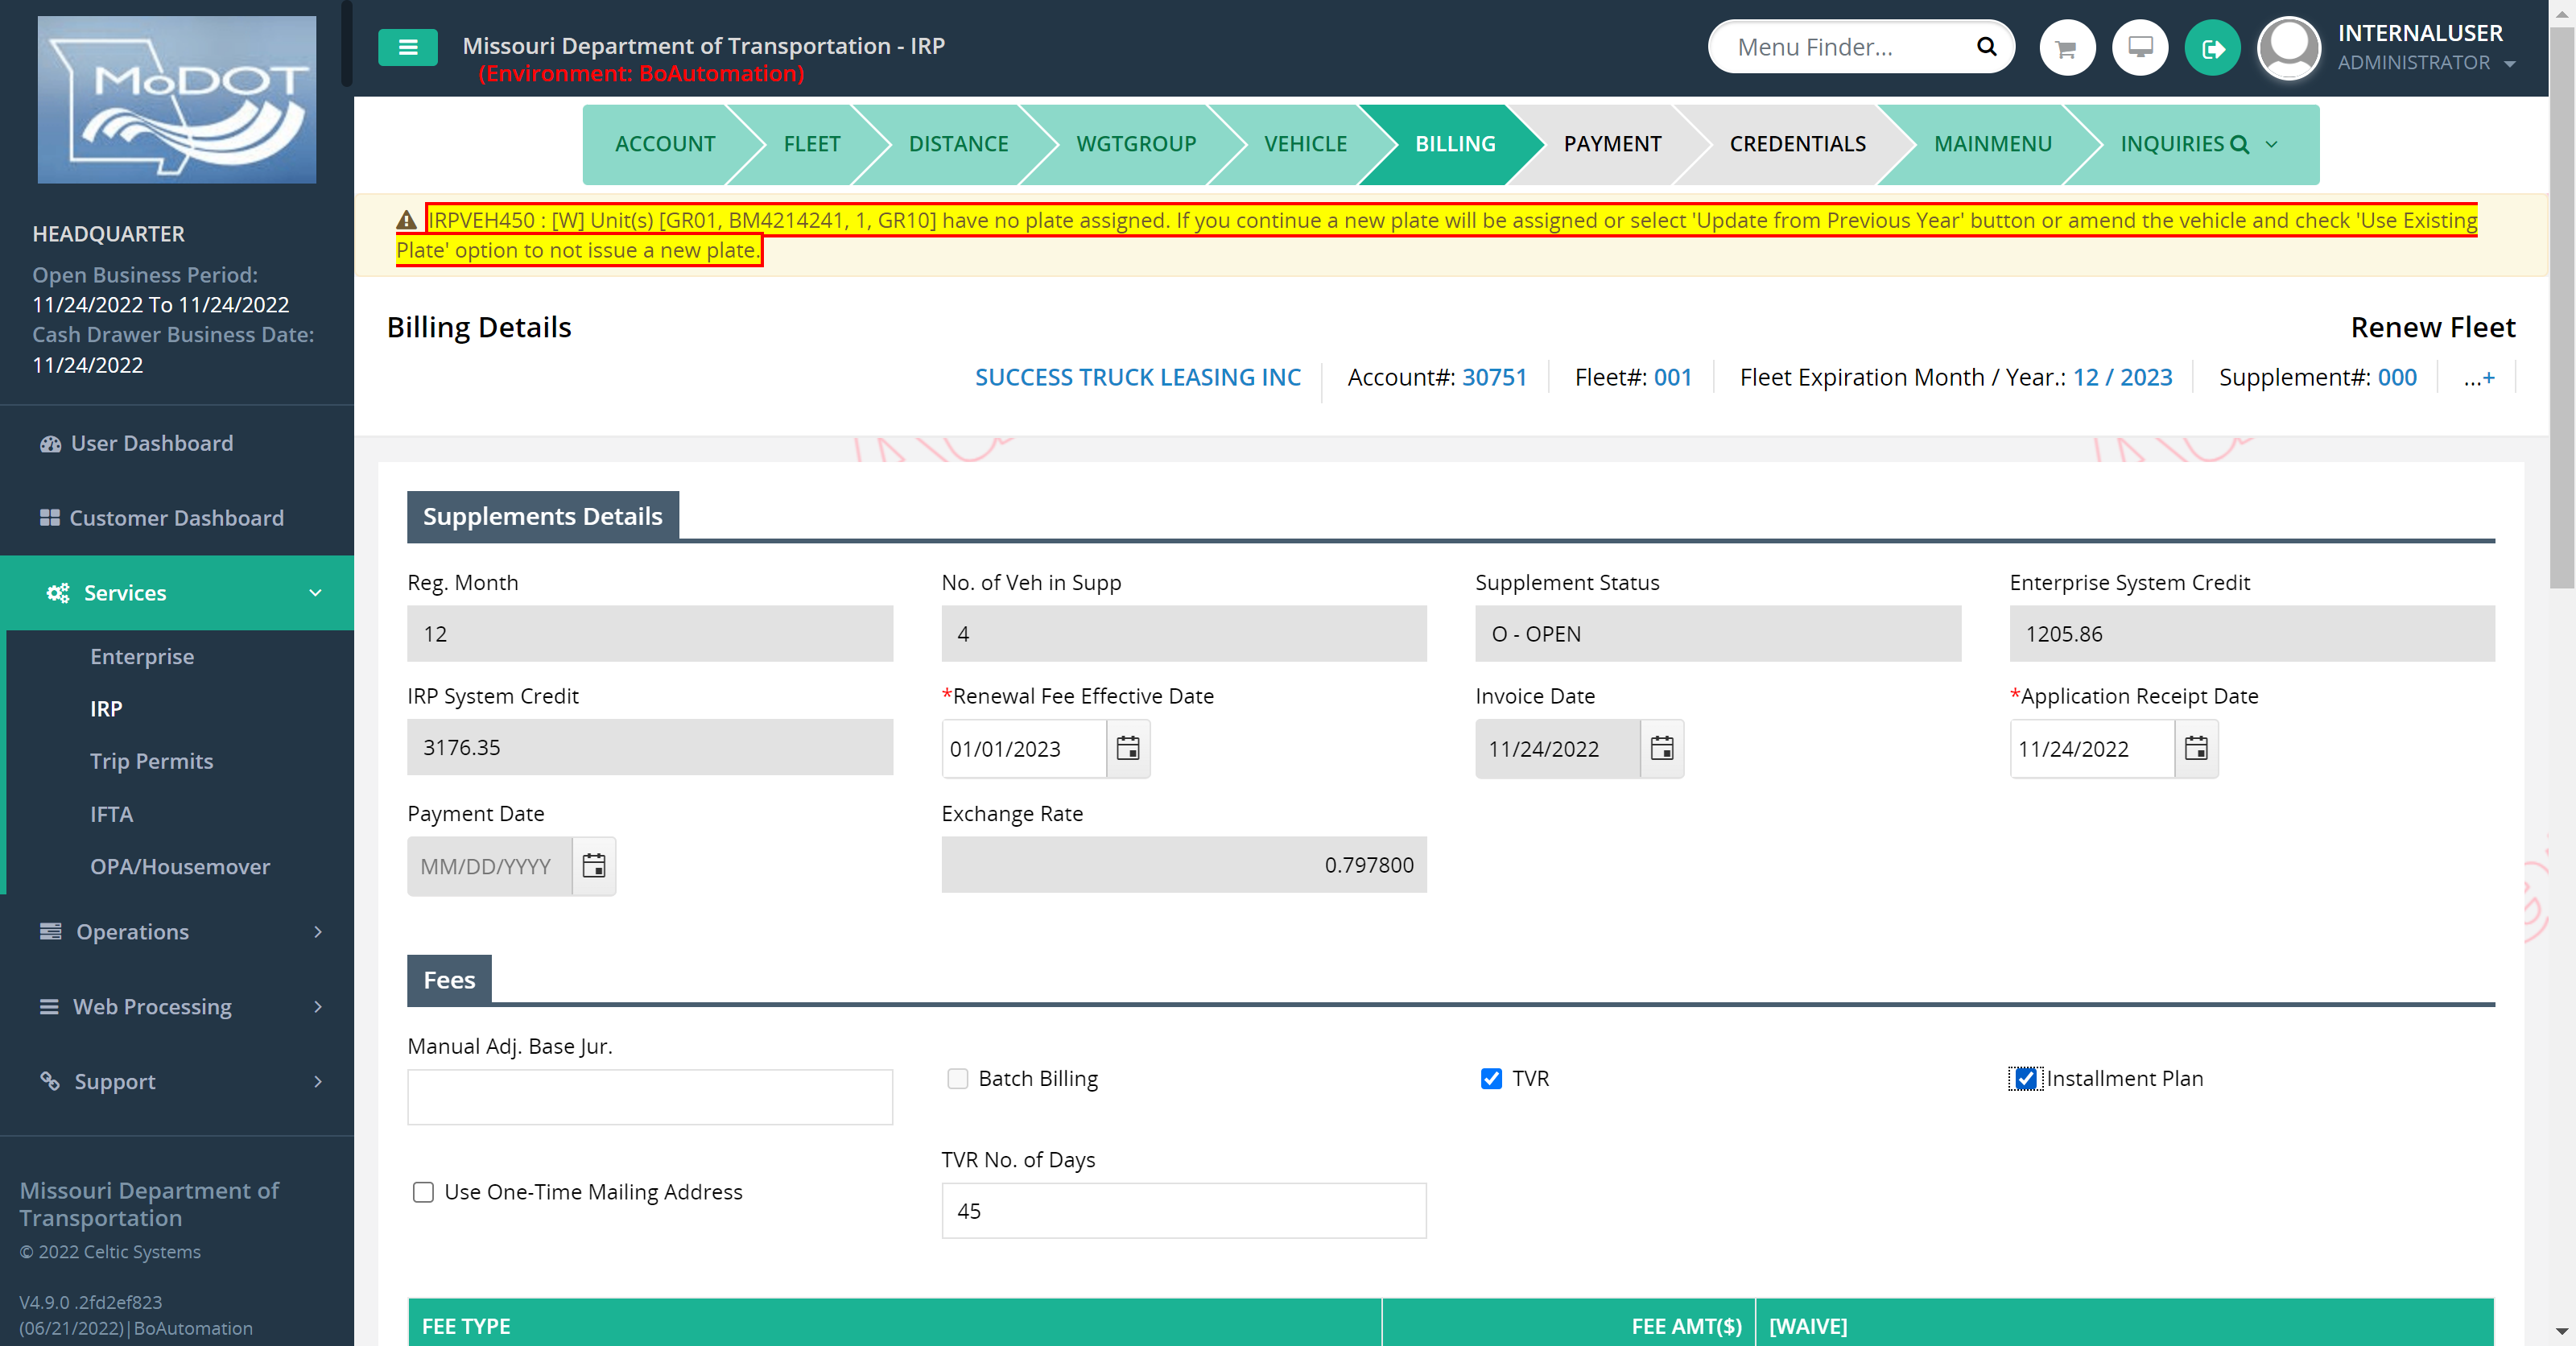 MoDOT
Missouri Department of Transportation - IRP
(Environment: BoAutomation)
Menu Finder...
INTERNALUSER
ADMINISTRATOR
HEADQUARTER
Open Business Period:
11/24/2022 To 11/24/2022
Cash Drawer Business Date:
11/24/2022
User Dashboard
Customer Dashboard
Services
Enterprise
IRP
Trip Permits
IFTA
OPA/Housemover
Operations
Web Processing
Support
Missouri Department of
Transportation
© 2022 Celtic Systems
V4.9.0 .2fd2ef823
(06/21/2022)|BoAutomation
ACCOUNT FLEET DISTANCE WGTGROUP VEHICLE BILLING PAYMENT CREDENTIALS MAINMENU INQUIRIES
IRPVEH450 : [W] Unit(s) [GR01, BM4214241, 1, GR10] have no plate assigned. If you continue a new plate will be assigned or select 'Update from Previous Year' button or amend the vehicle and check 'Use Existing
Plate' option to not issue a new plate.
Billing Details
Renew Fleet
SUCCESS TRUCK LEASING INC Account#: 30751 Fleet#: 001 Fleet Expiration Month / Year.: 12 / 2023 Supplement#: 000 ...+
Supplements Details
Reg. Month No. of Veh in Supp Supplement Status Enterprise System Credit
12 4 O - OPEN 1205.86
IRP System Credit *Renewal Fee Effective Date Invoice Date *Application Receipt Date
3176.35 01/01/2023 11/24/2022 11/24/2022
Payment Date Exchange Rate
MM/DD/YYYY 0.797800
Fees
Manual Adj. Base Jur.
Batch Billing TVR Installment Plan
TVR No. of Days
Use One-Time Mailing Address
45
FEE TYPE FEE AMT($) [WAIVE]